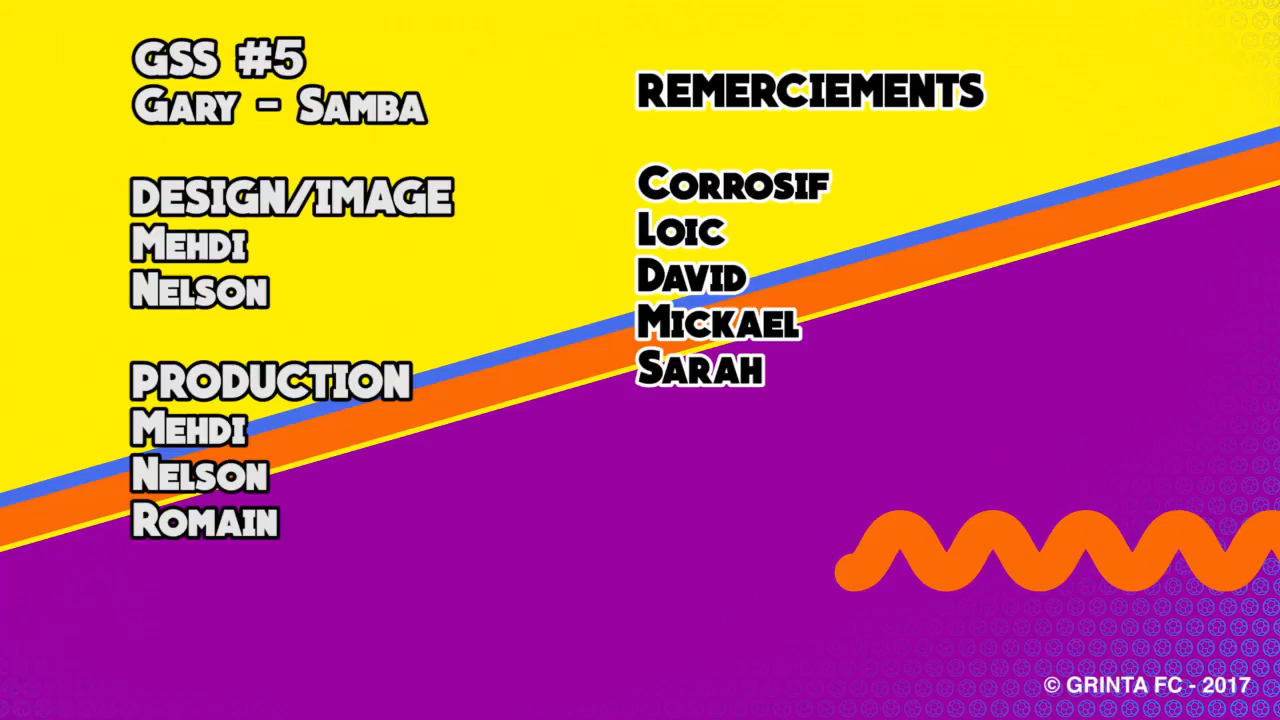 GSS #5
GARY - SAMBA
DESIGN/IMAGE
MEHDI
NELSON
PRODUCTION
MEHDI
NELSON
ROMAIN
REMERCIEMENTS
CORROSIF
LOIC
DAVID
MICKAEL
SARAH
© GRINTA FC - 2017